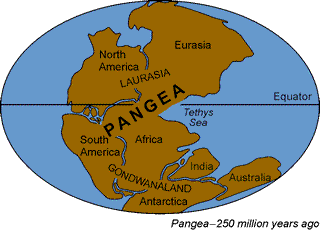 Eurasia
North
America
LAURASIA
PANGEA
Equator
Tethys
Sea
South
America
Africa
India
GONDWANALAND
Australia
Antarctica
Pangea–250 million years ago